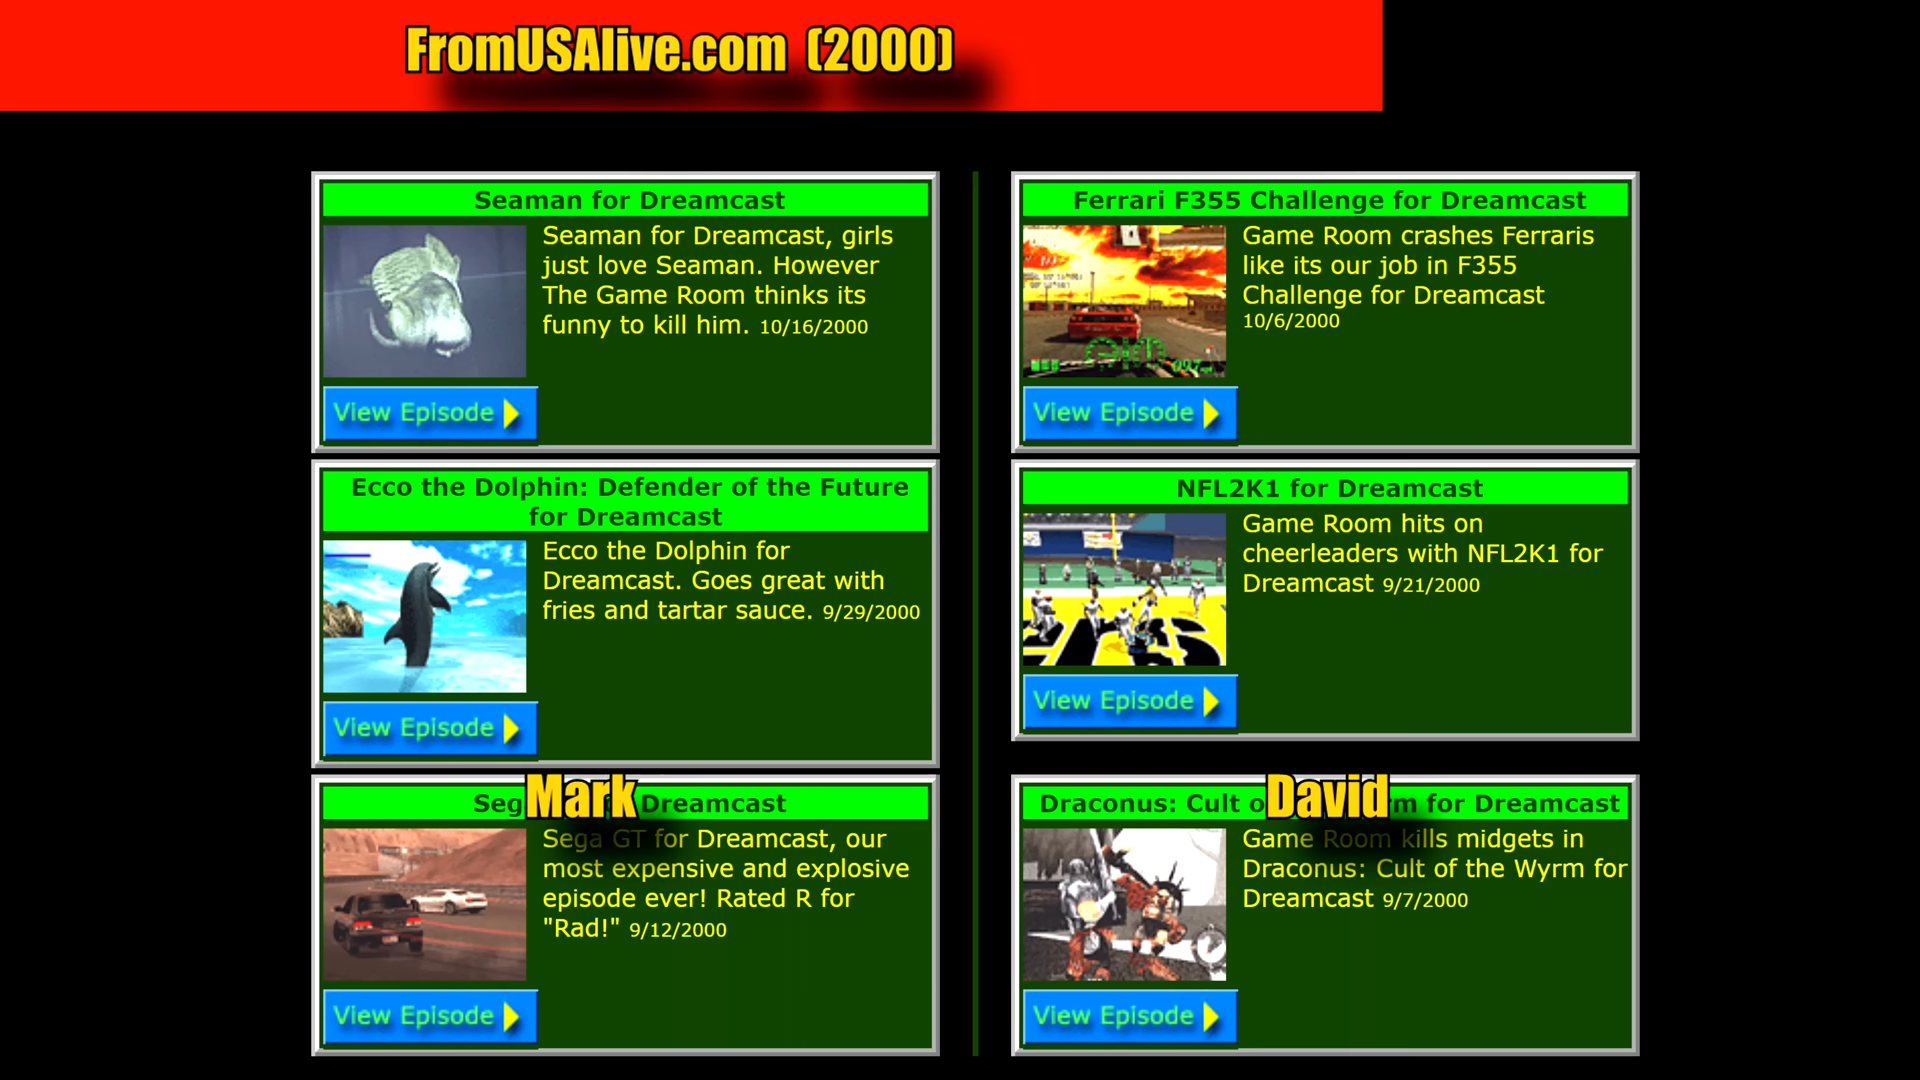 FromUSAlive.com (2000)
Seaman for Dreamcast
Seaman for Dreamcast, girls
just love Seaman. However
The Game Room thinks its
funny to kill him. 10/16/2000
View Episode
Ferrari F355 Challenge for Dreamcast
Game Room crashes Ferraris
like its our job in F355
Challenge for Dreamcast
10/6/2000
View Episode
Ecco the Dolphin: Defender of the Future
for Dreamcast
Ecco the Dolphin for
Dreamcast. Goes great with
fries and tartar sauce. 9/29/2000
View Episode
NFL2K1 for Dreamcast
Game Room hits on
cheerleaders with NFL2K1 for
Dreamcast 9/21/2000
View Episode
Mark
Seg Dreamcast
Sega GT for Dreamcast, our
most expensive and explosive
episode ever! Rated R for
"Rad!" 9/12/2000
View Episode
David
Draconus: Cult o rm for Dreamcast
Game Room kills midgets in
Draconus: Cult of the Wyrm for
Dreamcast 9/7/2000
View Episode